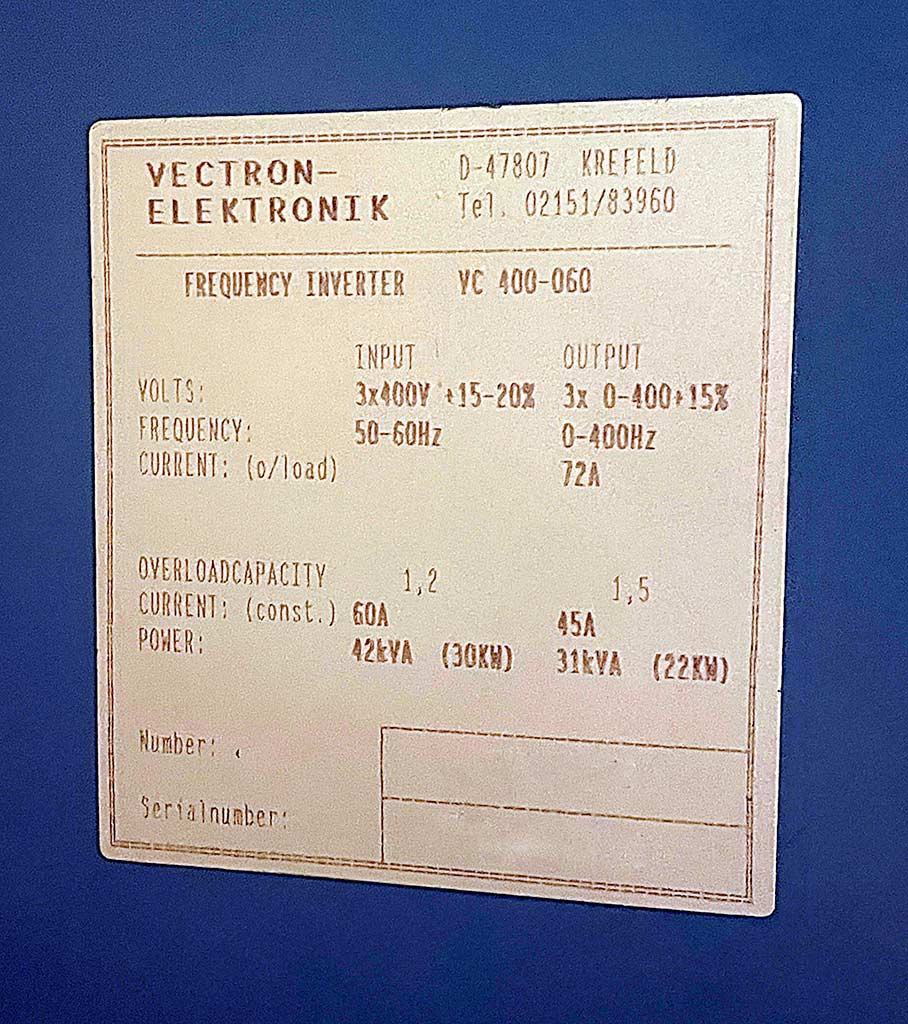 VECTRON-
ELEKTRONIK
D-47807 KREFELD
Tel. 02151/83960
FREQUENCY INVERTER VC 400-060
INPUT OUTPUT
VOLTS: 3x400V +15-20% 3x 0-400+15%
FREQUENCY: 50-60Hz 0-400Hz
CURRENT: (o/load) 72A
OVERLOADCAPACITY 1,2 1,5
CURRENT: (const.) 60A 45A
POWER: 42kVA (30KW) 31kVA (22KW)
Number:
Serialnumber: